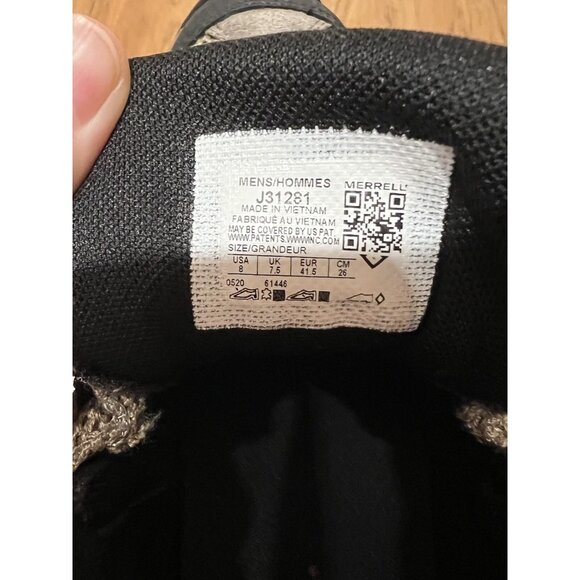 MENS/HOMMES MERRELL
J31281
MADE IN VIETNAM
FABRIQUÉ AU VIETNAM
MAY BE COVERED BY US PAT.
WWW.PATENTS.WWWINC.COM
SIZE/GRANDEUR
USA UK EUR CM
8 7.5 41.5 26
0520 61446